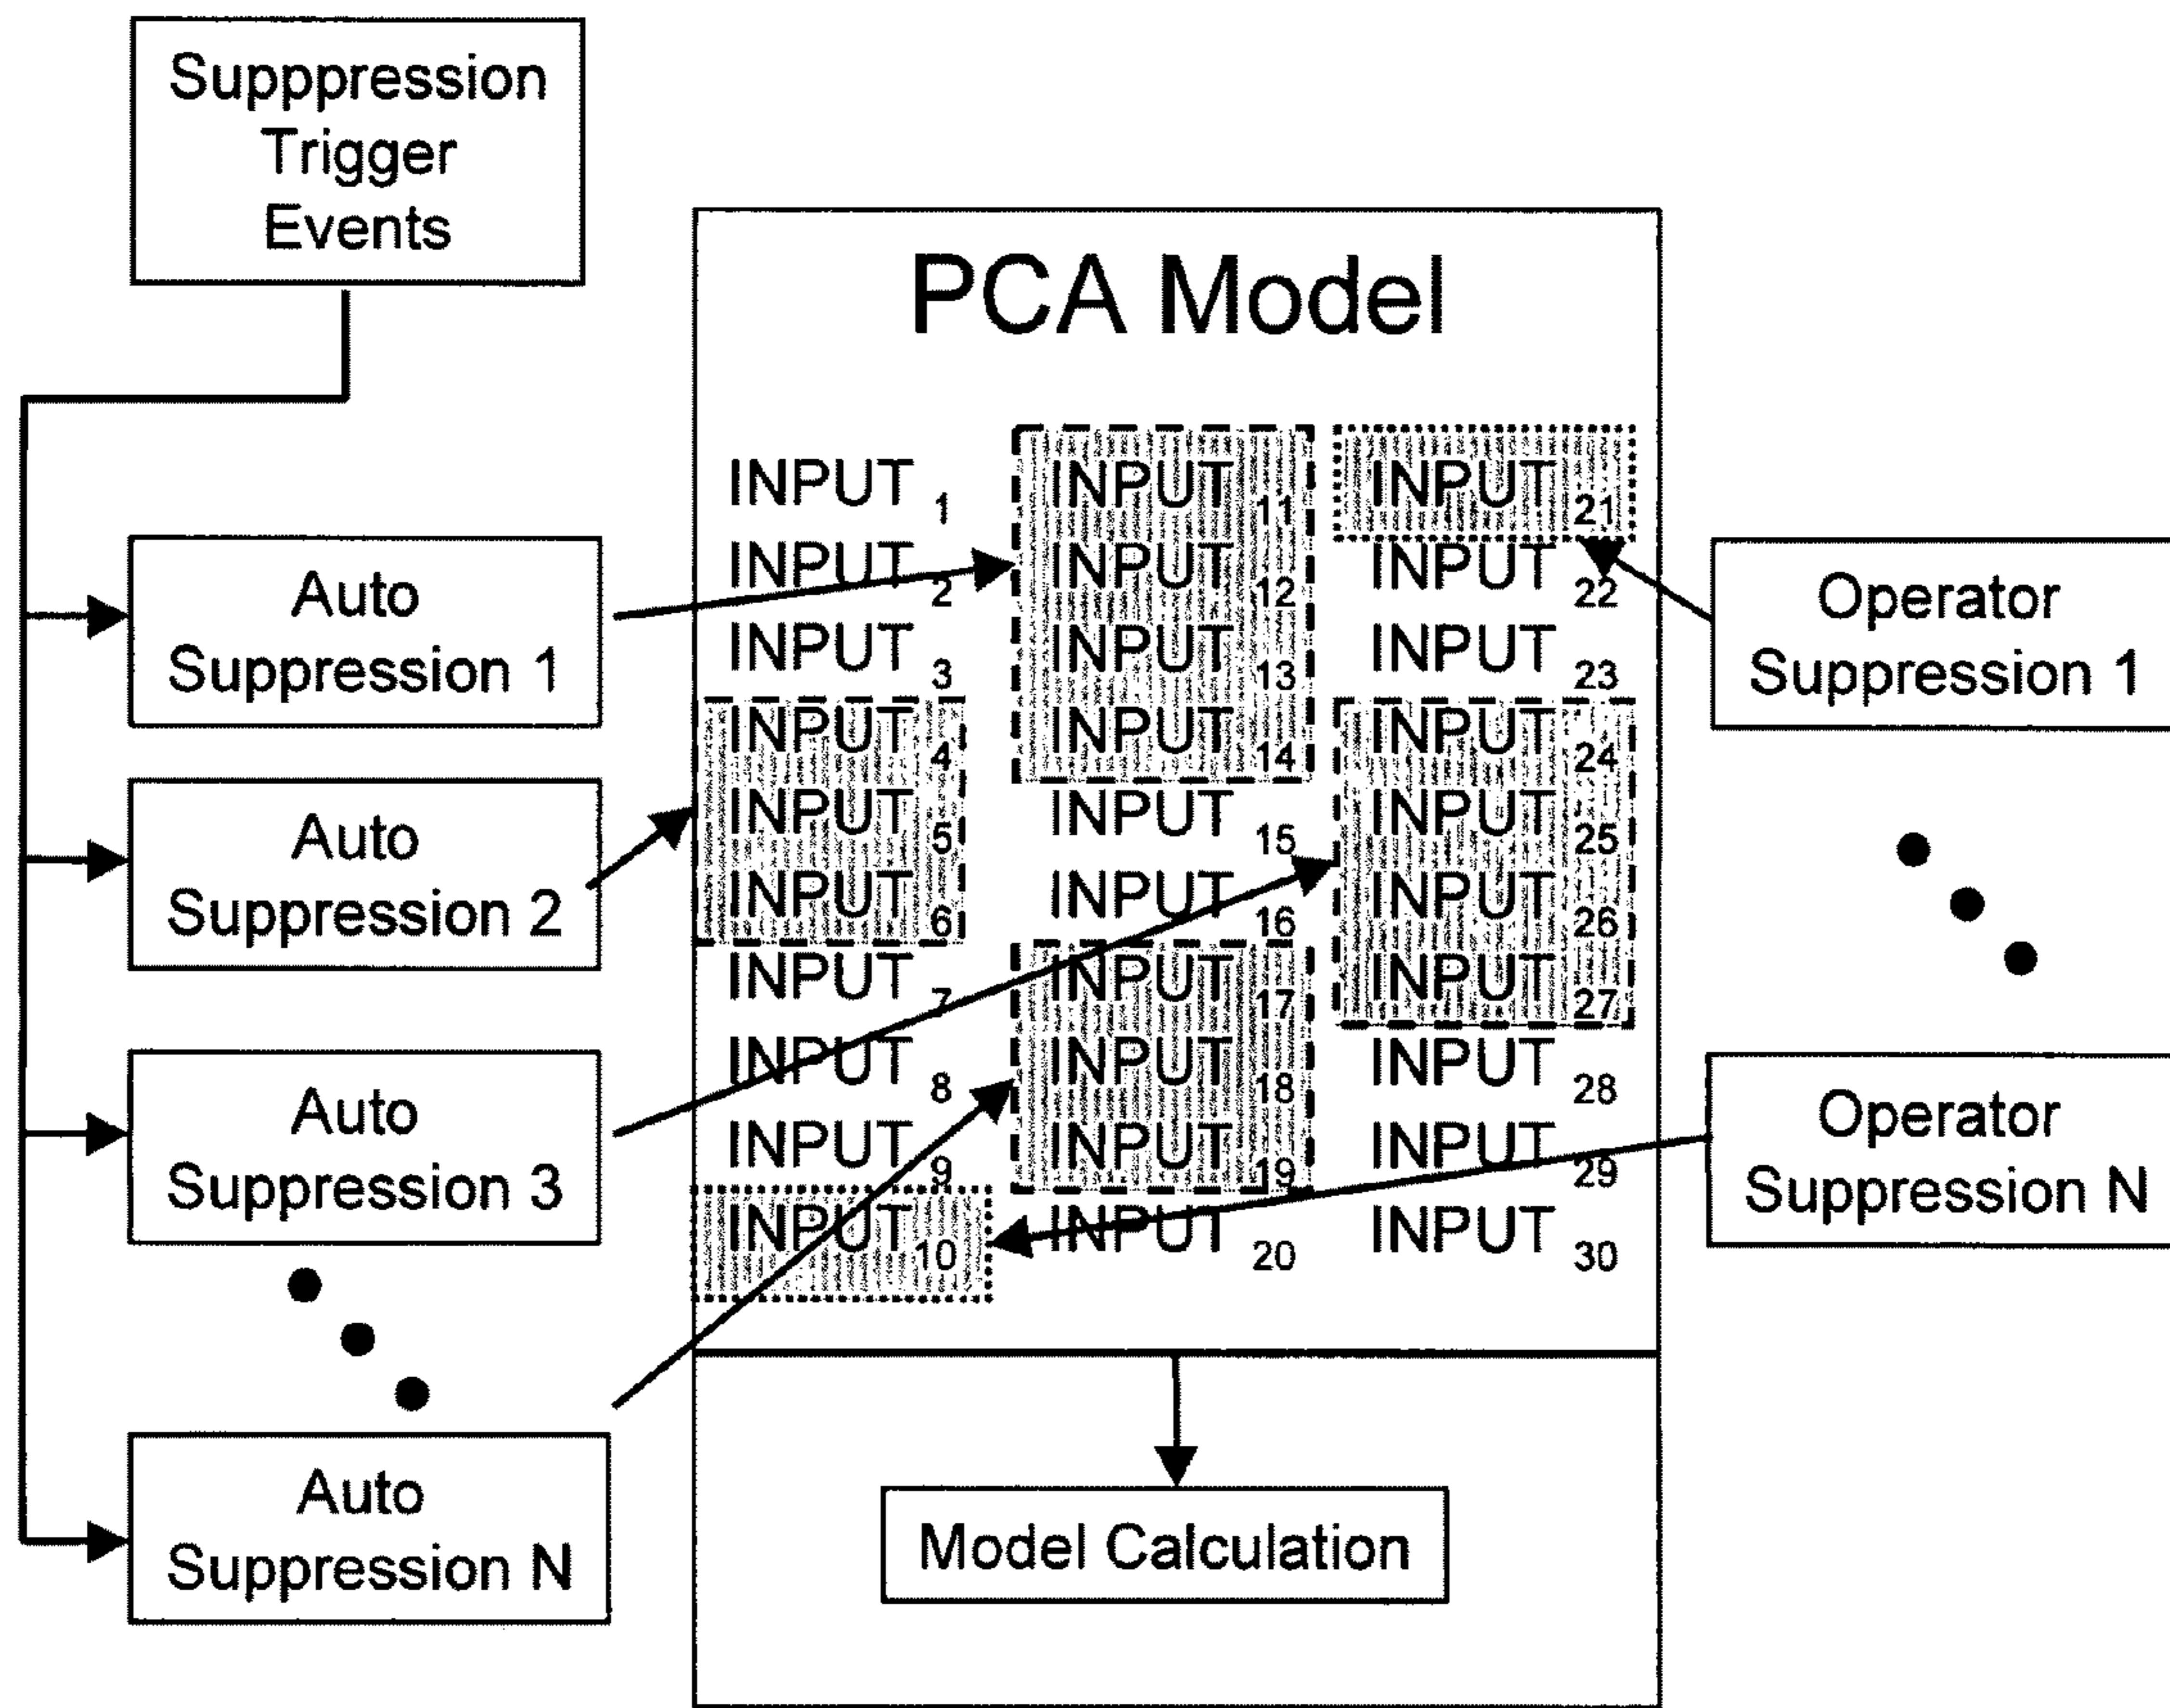 Supppression
Trigger
Events
PCA Model
INPUT 1
INPUT 2
INPUT 3
INPUT 4
INPUT 5
INPUT 6
INPUT 7
INPUT 8
INPUT 9
INPUT 10
INPUT 11
INPUT 12
INPUT 13
INPUT 14
INPUT 15
INPUT 16
INPUT 17
INPUT 18
INPUT 19
INPUT 20
INPUT 21
INPUT 22
INPUT 23
INPUT 24
INPUT 25
INPUT 26
INPUT 27
INPUT 28
INPUT 29
INPUT 30
Auto
Suppression 1
Auto
Suppression 2
Auto
Suppression 3
Auto
Suppression N
Operator
Suppression 1
Operator
Suppression N
Model Calculation